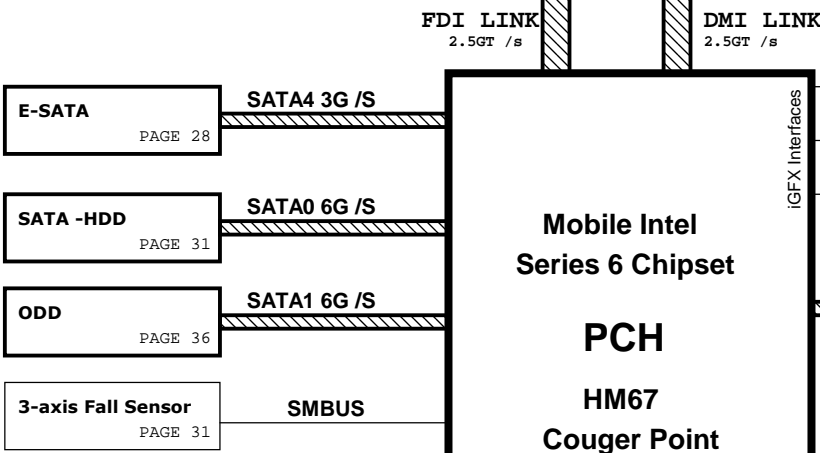 FDI LINK
2.5GT /s
DMI LINK
2.5GT /s
E-SATA
PAGE 28
SATA4 3G /S
iGFX Interfaces
SATA -HDD
PAGE 31
SATA0 6G /S
Mobile Intel
Series 6 Chipset
ODD
PAGE 36
SATA1 6G /S
PCH
3-axis Fall Sensor
PAGE 31
SMBUS
HM67
Couger Point